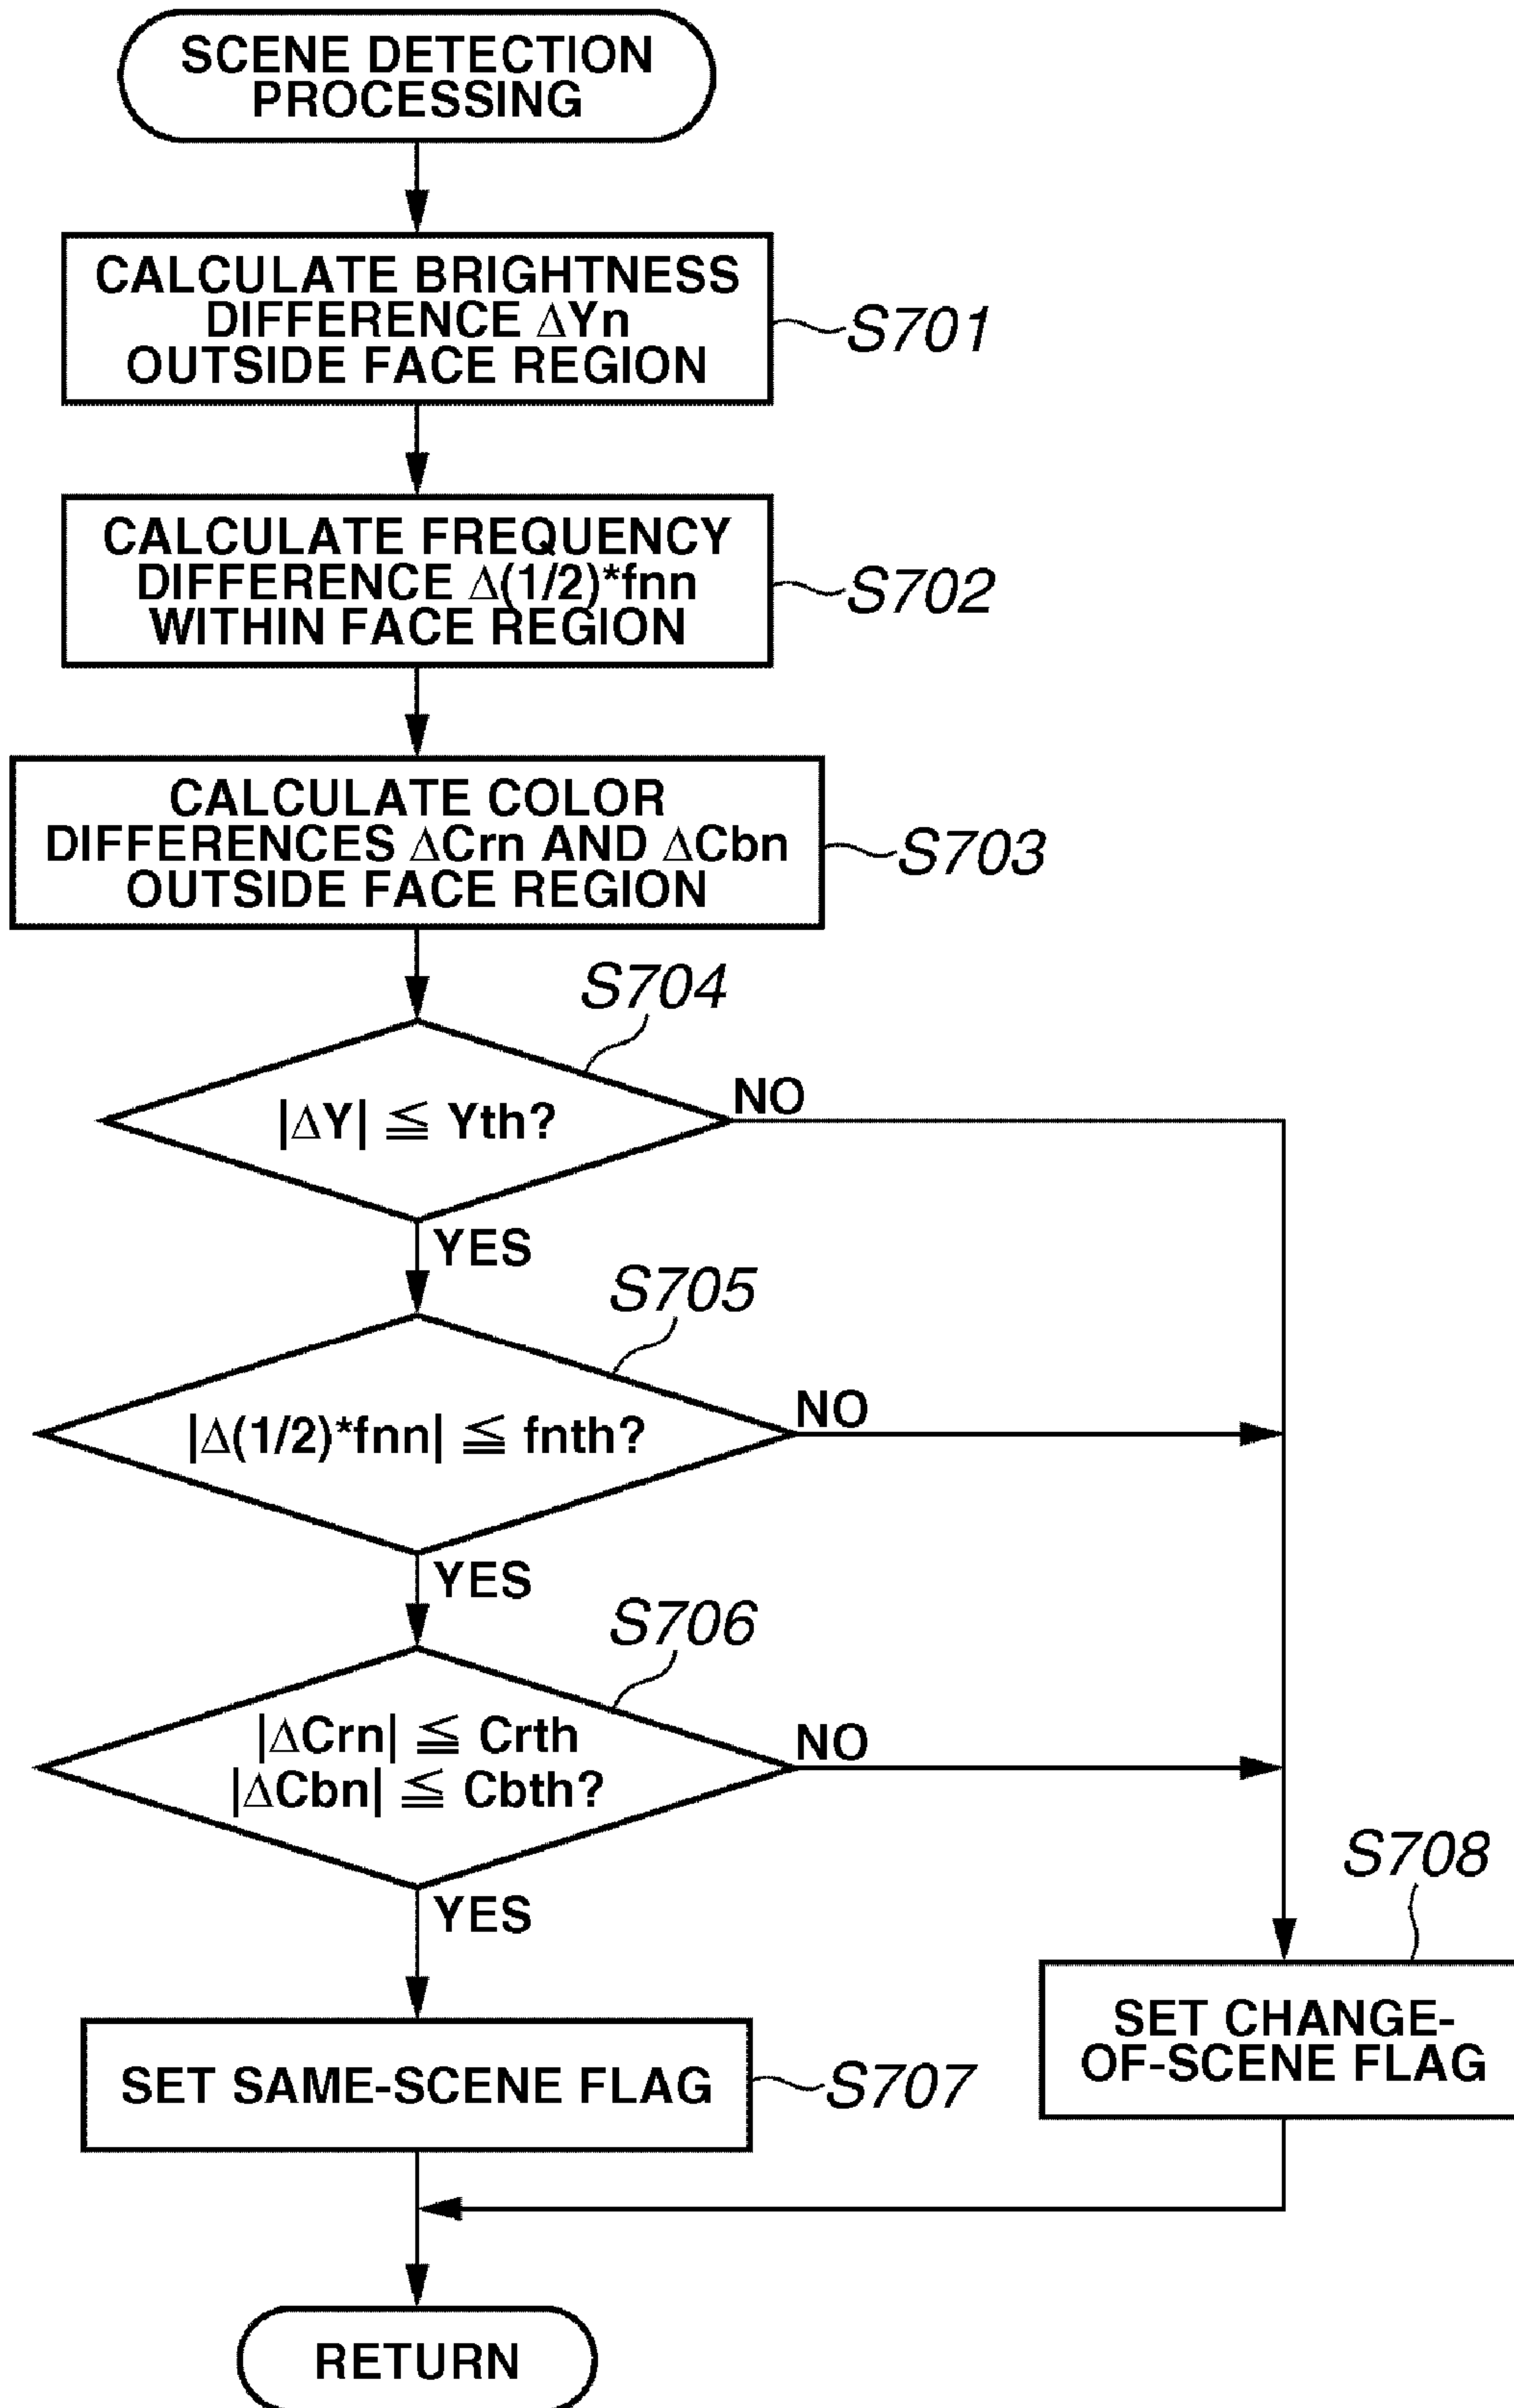 SCENE DETECTION
PROCESSING
CALCULATE BRIGHTNESS
DIFFERENCE ΔYn
OUTSIDE FACE REGION
S701
CALCULATE FREQUENCY
DIFFERENCE Δ(1/2)*fnn
WITHIN FACE REGION
S702
CALCULATE COLOR
DIFFERENCES ΔCrn AND ΔCbn
OUTSIDE FACE REGION
S703
S704
|ΔY| ≦ Yth?
NO
YES
S705
|Δ(1/2)*fnn| ≦ fnth?
NO
YES
S706
|ΔCrn| ≦ Crth
|ΔCbn| ≦ Cbth?
NO
YES
S708
SET CHANGE-
OF-SCENE FLAG
SET SAME-SCENE FLAG
S707
RETURN